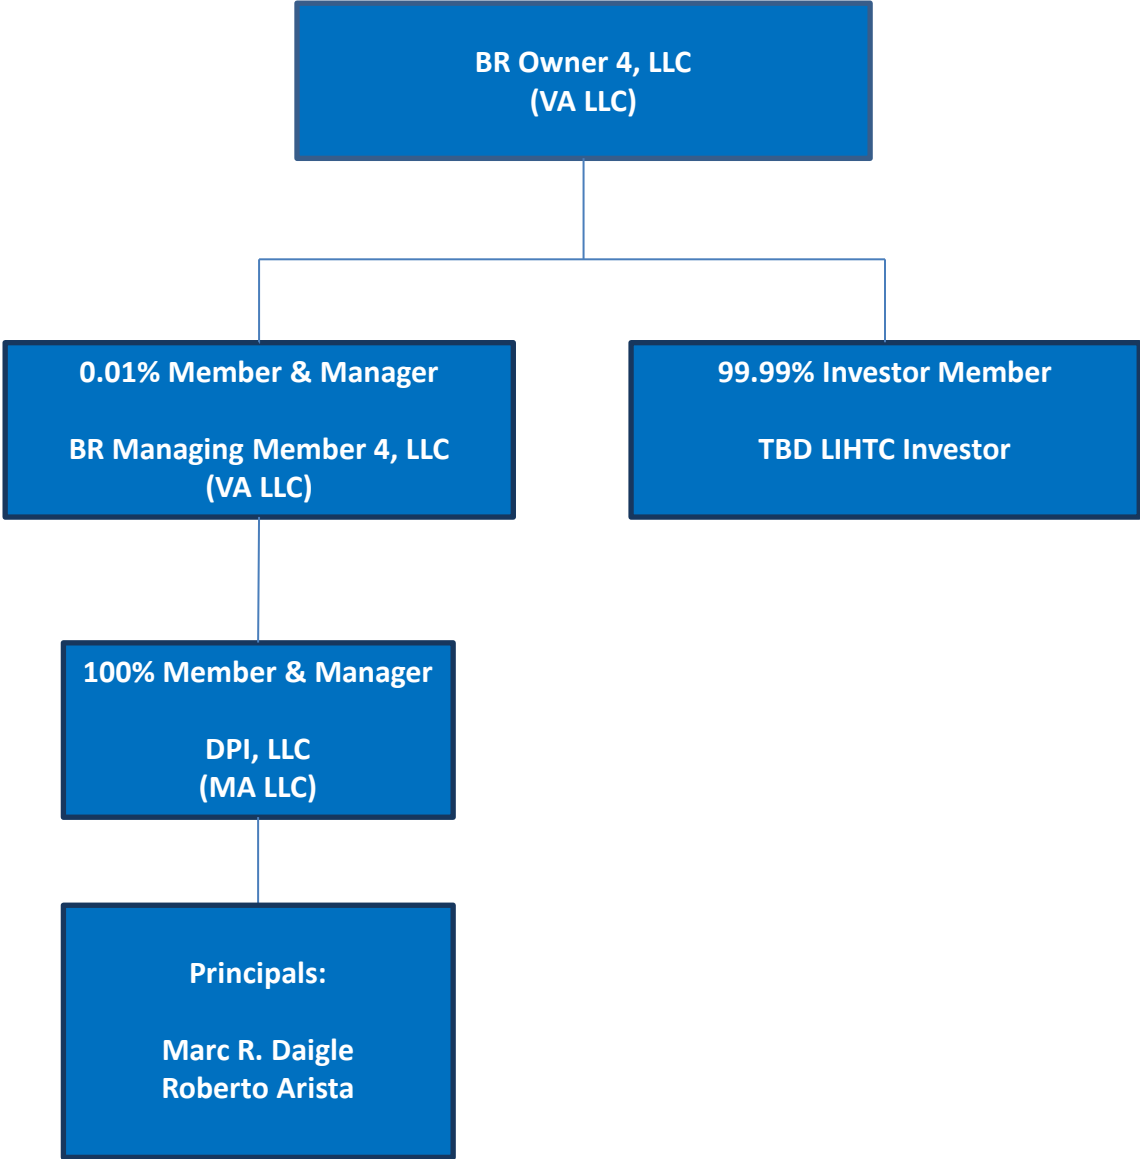 BR Owner 4, LLC
(VA LLC)
0.01% Member & Manager
BR Managing Member 4, LLC
(VA LLC)
99.99% Investor Member
TBD LIHTC Investor
100% Member & Manager
DPI, LLC
(MA LLC)
Principals:
Marc R. Daigle
Roberto Arista